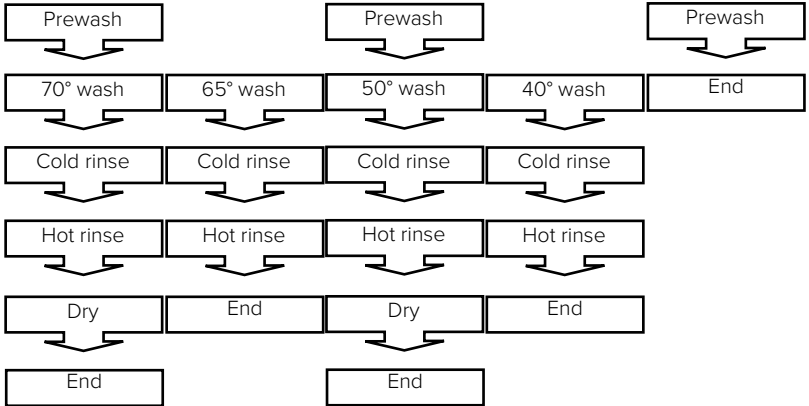 Prewash Prewash Prewash
70° wash 65° wash 50° wash 40° wash End
Cold rinse Cold rinse Cold rinse Cold rinse
Hot rinse Hot rinse Hot rinse Hot rinse
Dry End Dry End
End End